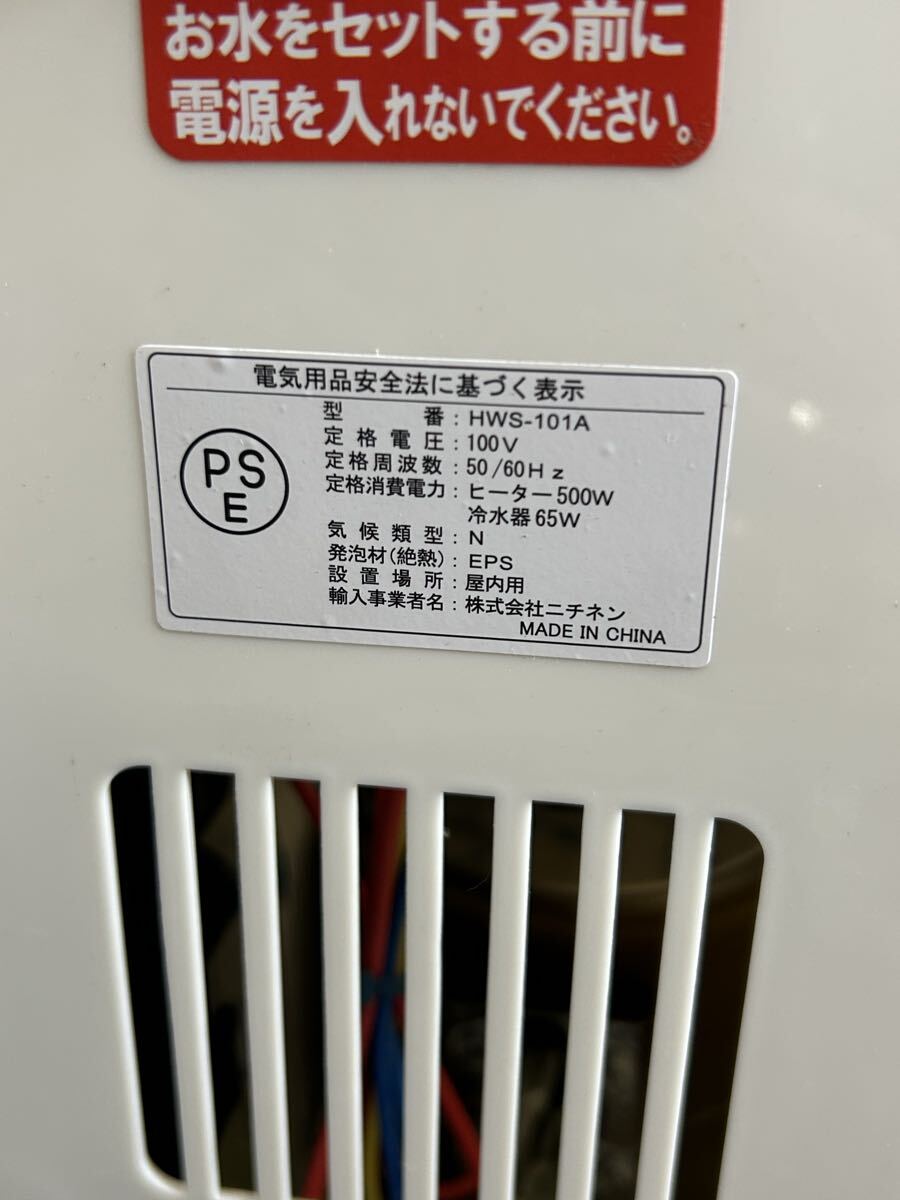 お水をセットする前に
電源を入れないでください。
電気用品安全法に基づく表示
PS
E
型番:HWS-101A
定格電圧:100V
定格周波数:50/60Hz
定格消費電力:ヒーター500W
冷水器65W
気候類型:N
発泡材(絶熱):EPS
設置場所:屋内用
輸入事業者名:株式会社ニチネン
MADE IN CHINA